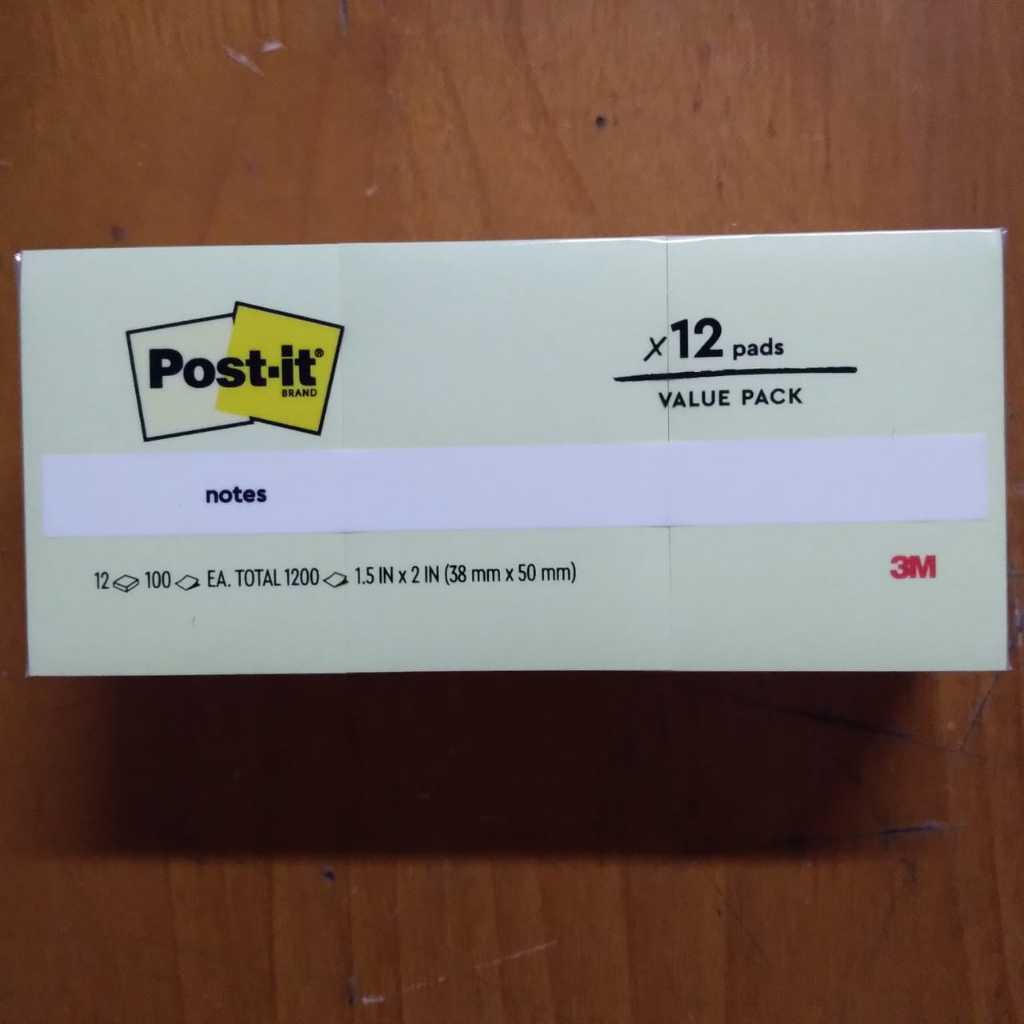 Post-it®
BRAND
x12 pads
VALUE PACK
notes
12 100 EA. TOTAL 1200 1.5 IN x 2 IN (38 mm x 50 mm)
3M